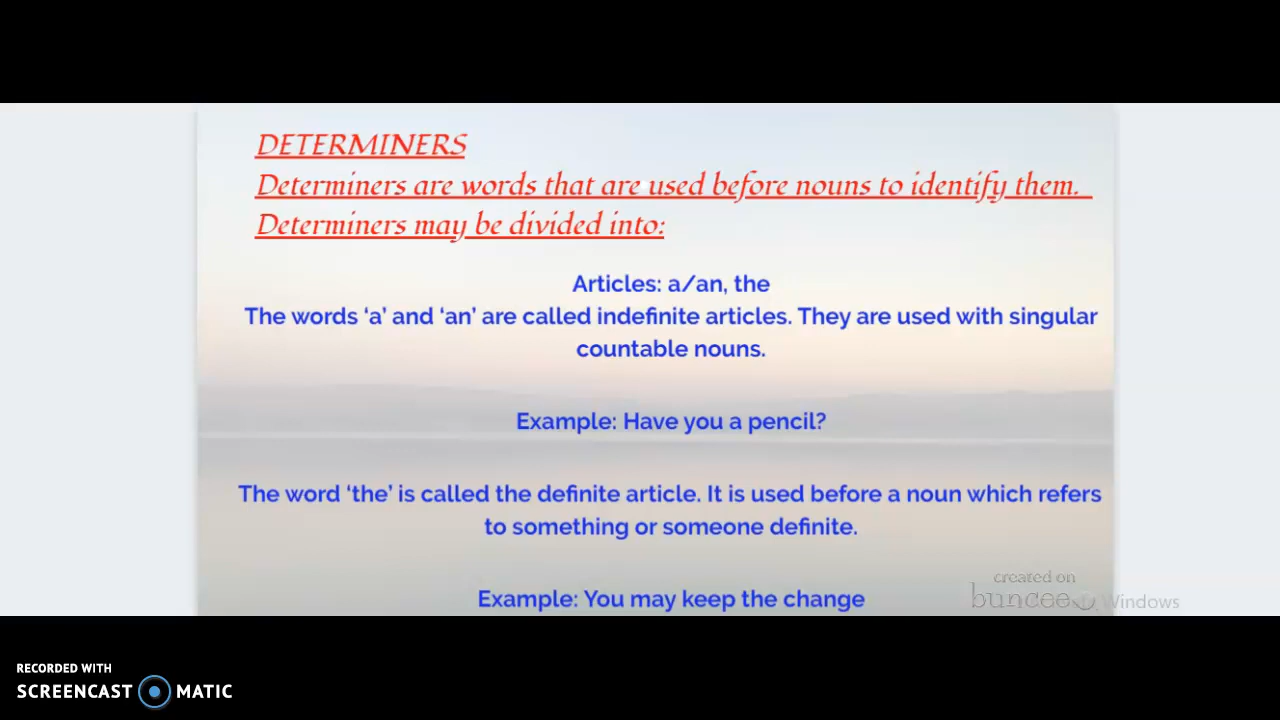 DETERMINERS
Determiners are words that are used before nouns to identify them.
Determiners may be divided into:
Articles: a/an, the
The words ‘a’ and ‘an’ are called indefinite articles. They are used with singular
countable nouns.
Example: Have you a pencil?
The word ‘the’ is called the definite article. It is used before a noun which refers
to something or someone definite.
Example: You may keep the change
created on
buncee
Windows
RECORDED WITH
SCREENCAST MATIC